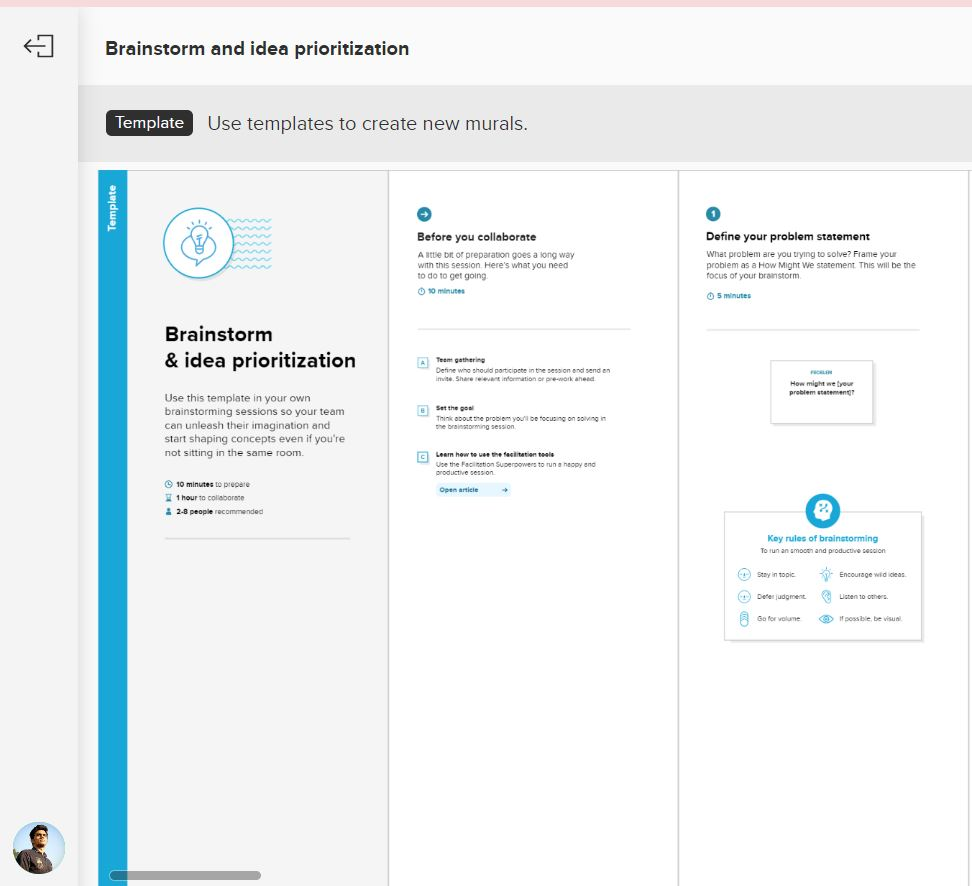 Brainstorm and idea prioritization
Template
Use templates to create new murals.
Template
Brainstorm
& idea prioritization
Use this template in your own
brainstorming sessions so your team
can unleash their imagination and
start shaping concepts even if you're
not sitting in the same room.
10 minutes to prepare
1 hour to collaborate
2-8 people recommended
Before you collaborate
A little bit of preparation goes a long way
with this session. Here's what you need
to do to get going.
10 minutes
A
Team gathering
Define who should participate in the session and send an
invite. Share relevant information or pre-work ahead.
B
Set the goal
Think about the problem you'll be focusing on solving in
the brainstorming session.
C
Learn how to use the facilitation tools
Use the Facilitation Superpowers to run a happy and
productive session.
Open article
1
Define your problem statement
What problem are you trying to solve? Frame your
problem as a How Might We statement. This will be the
focus of your brainstorm.
5 minutes
PROBLEM
How might we [your
problem statement]?
Key rules of brainstorming
To run an smooth and productive session
Stay in topic.
Encourage wild ideas.
Defer judgment.
Listen to others.
Go for volume.
If possible, be visual.